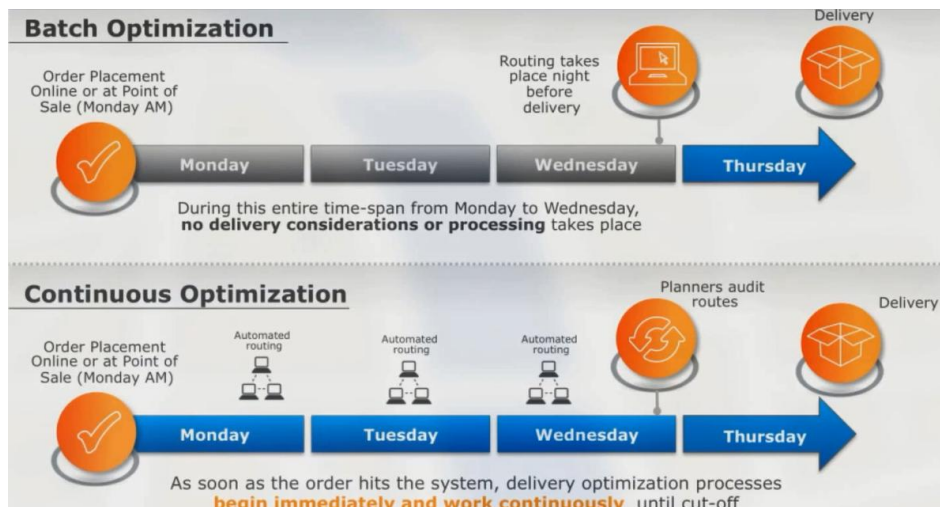 Batch Optimization
Order Placement
Online or at Point of
Sale (Monday AM)
Routing takes
place night
before
delivery
Delivery
Monday
Tuesday
Wednesday
Thursday
During this entire time-span from Monday to Wednesday,
no delivery considerations or processing takes place
Continuous Optimization
Order Placement
Online or at Point of
Sale (Monday AM)
Automated
routing
Automated
routing
Automated
routing
Planners audit
routes
Delivery
Monday
Tuesday
Wednesday
Thursday
As soon as the order hits the system, delivery optimization processes
begin immediately and work continuously, until cut-off